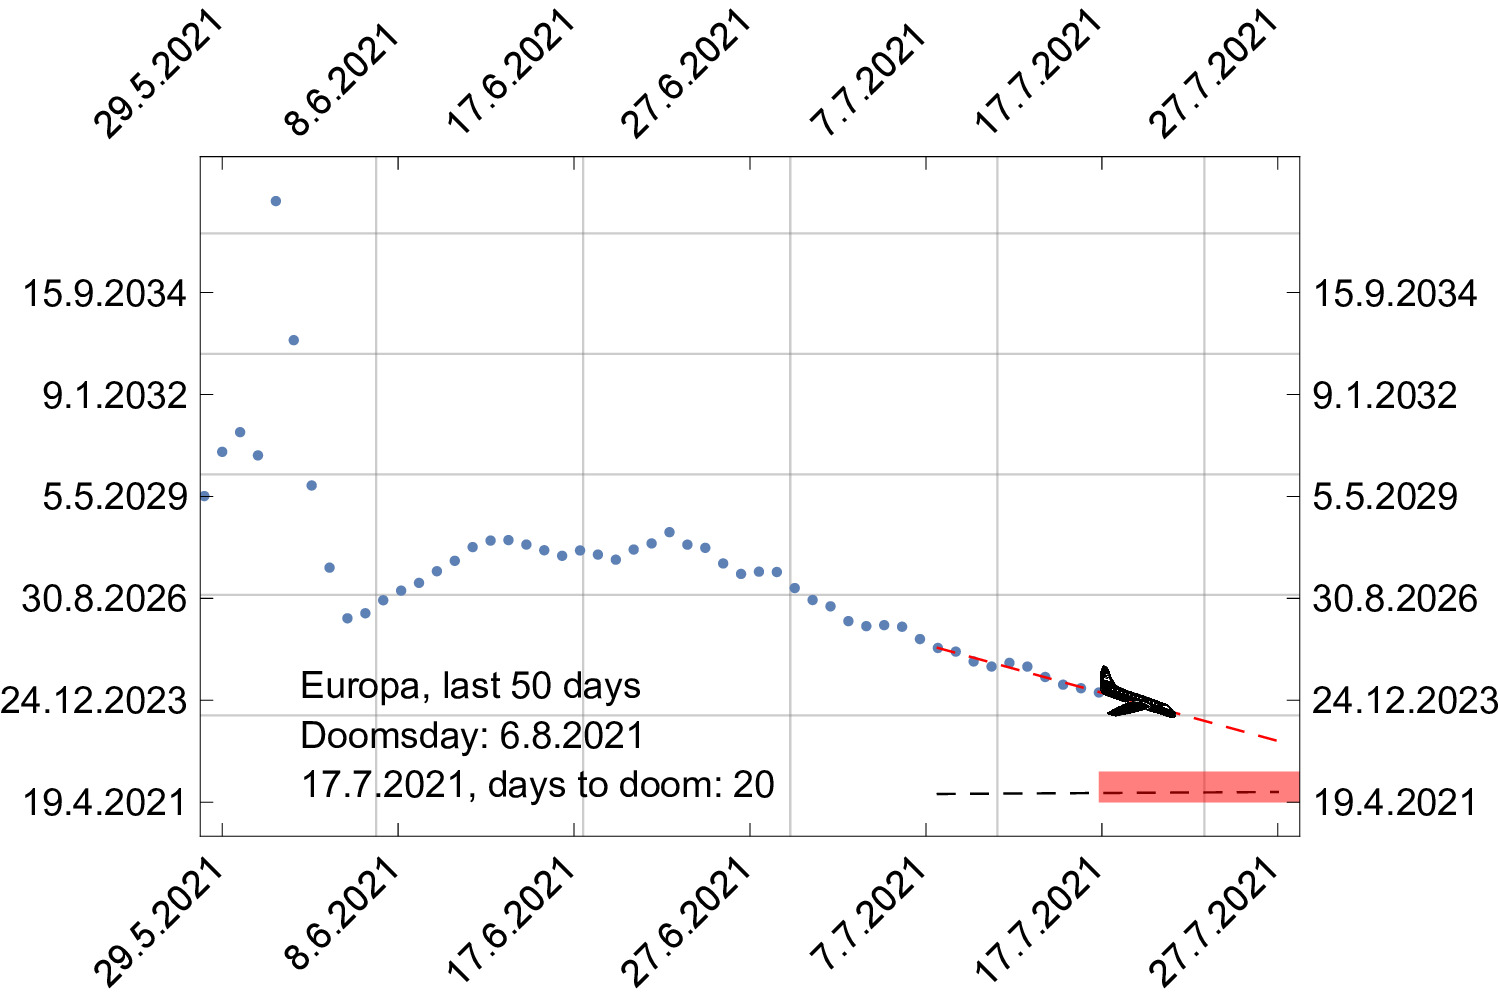 29.5.2021 8.6.2021 17.6.2021 27.6.2021 7.7.2021 17.7.2021 27.7.2021
15.9.2034 15.9.2034
9.1.2032 9.1.2032
5.5.2029 5.5.2029
30.8.2026 30.8.2026
Europa, last 50 days
24.12.2023 24.12.2023
Doomsday: 6.8.2021
17.7.2021, days to doom: 20
19.4.2021 19.4.2021
29.5.2021 8.6.2021 17.6.2021 27.6.2021 7.7.2021 17.7.2021 27.7.2021